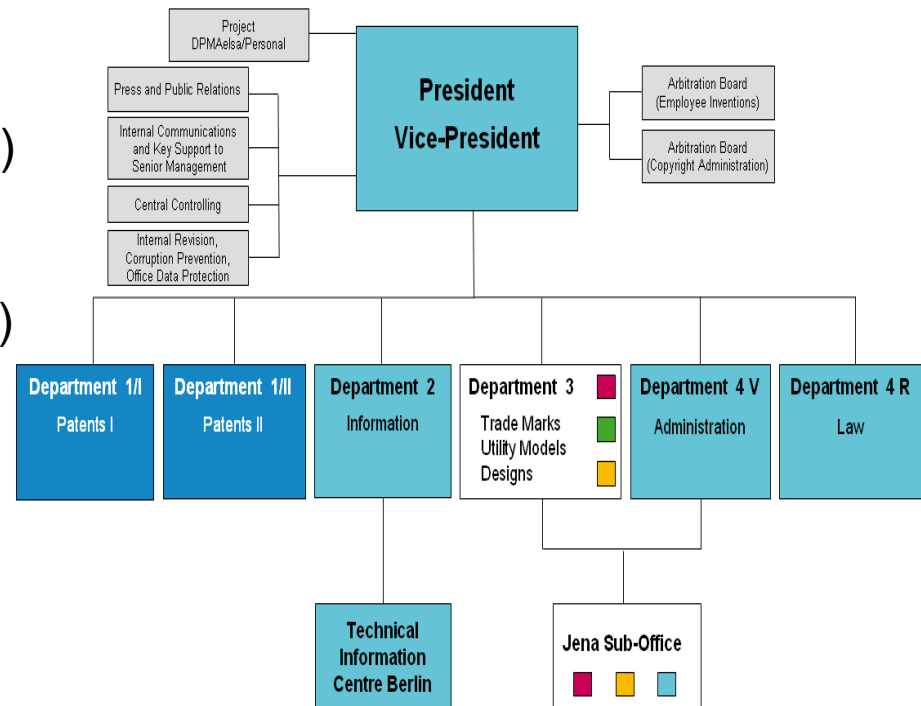 Project
DPMAelsa/Personal
Press and Public Relations
Internal Communications
and Key Support to
Senior Management
Central Controlling
Internal Revision,
Corruption Prevention,
Office Data Protection
President
Vice-President
Arbitration Board
(Employee Inventions)
Arbitration Board
(Copyright Administration)
)
)
Department 1/I
Patents I
Department 1/II
Patents II
Department 2
Information
Department 3
Trade Marks
Utility Models
Designs
Department 4 V
Administration
Department 4 R
Law
Technical
Information
Centre Berlin
Jena Sub-Office